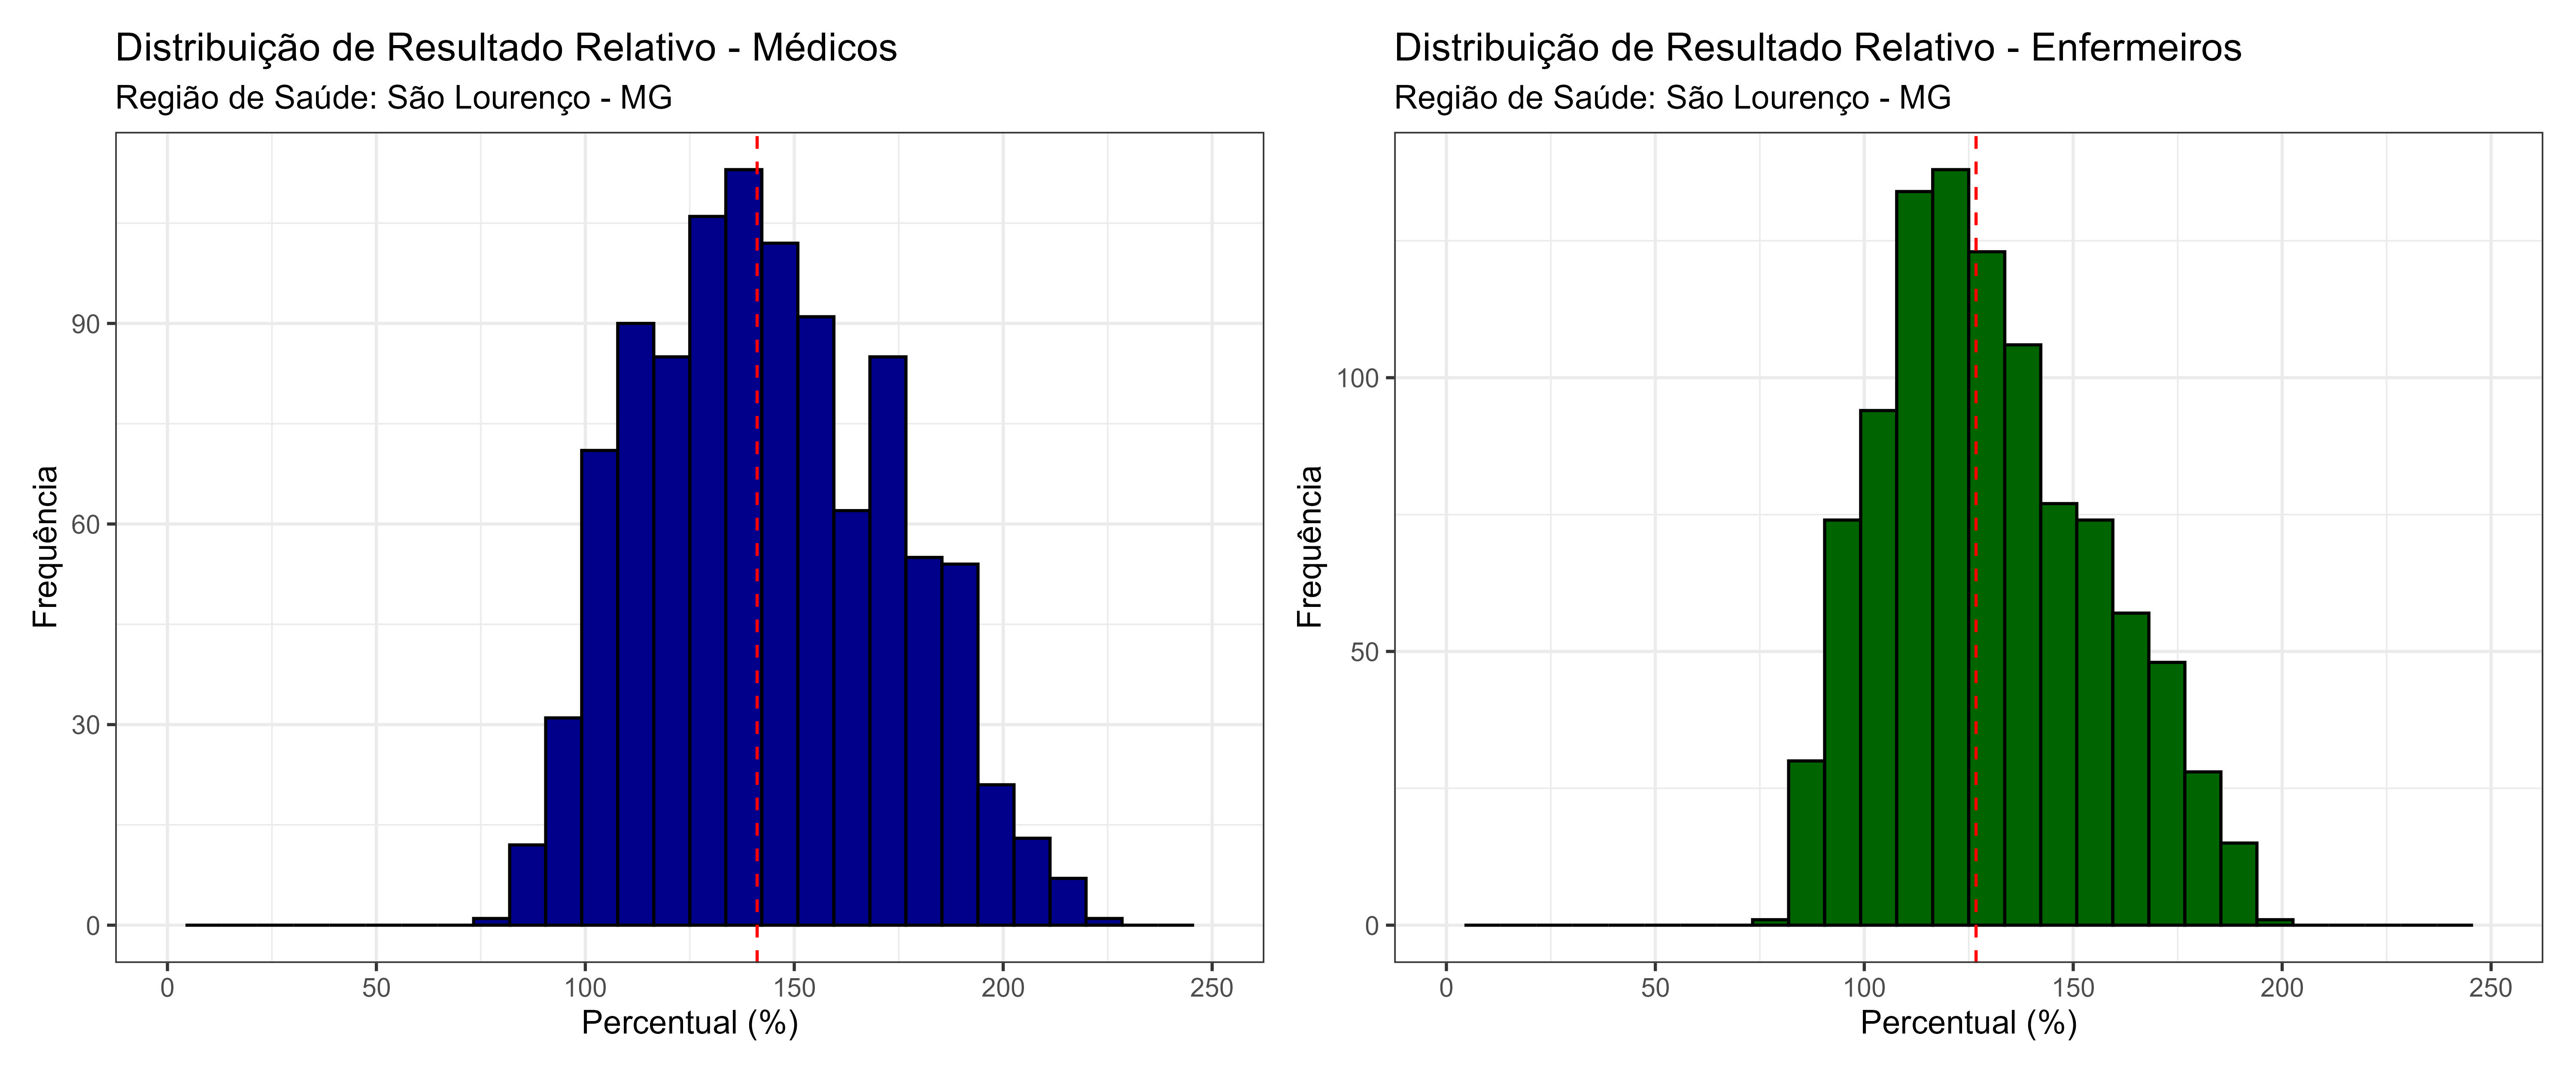 Distribuição de Resultado Relativo - Médicos
Região de Saúde: São Lourenço - MG
Frequência
90
60
30
0
0 50 100 150 200 250
Percentual (%)
Distribuição de Resultado Relativo - Enfermeiros
Região de Saúde: São Lourenço - MG
Frequência
100
50
0
0 50 100 150 200 250
Percentual (%)